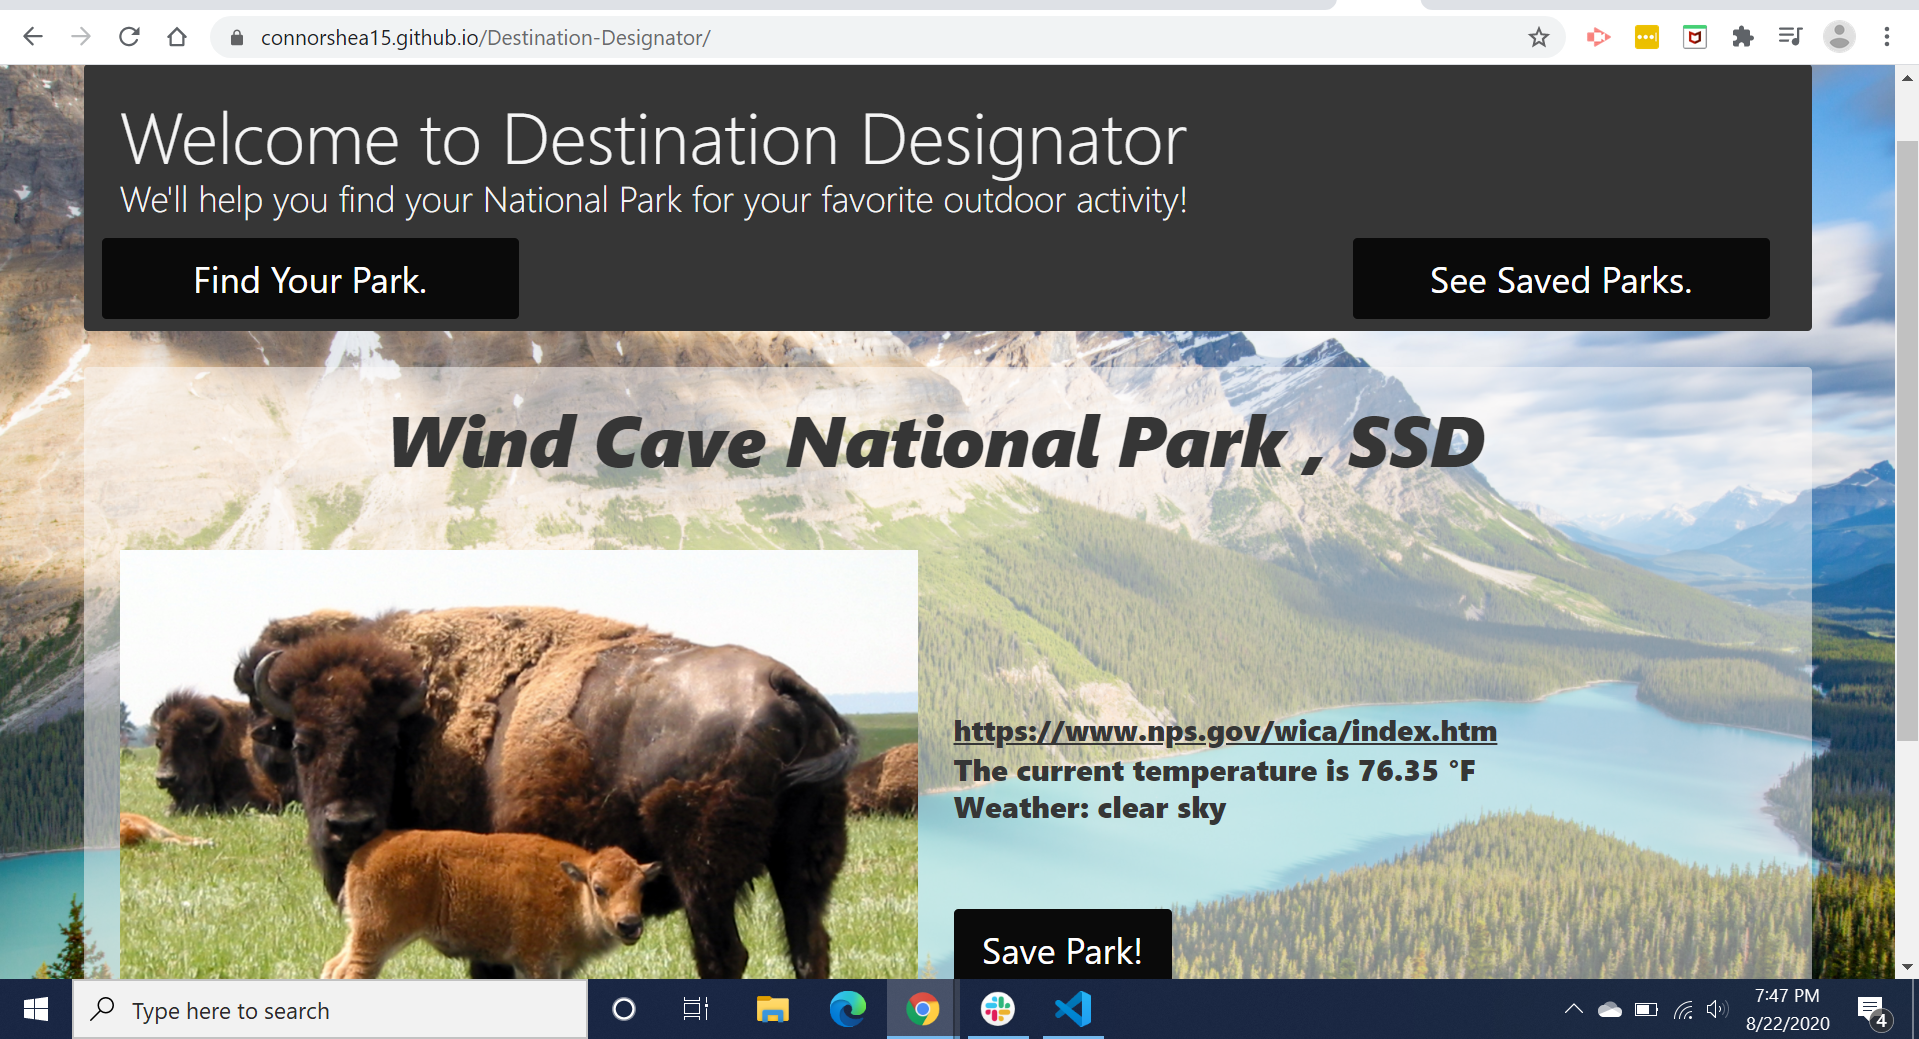 connorshea15.github.io/Destination-Designator/
Welcome to Destination Designator
We'll help you find your National Park for your favorite outdoor activity!
Find Your Park.
See Saved Parks.
Wind Cave National Park , SSD
https://www.nps.gov/wica/index.htm
The current temperature is 76.35 °F
Weather: clear sky
Save Park!
Type here to search
7:47 PM
8/22/2020
4